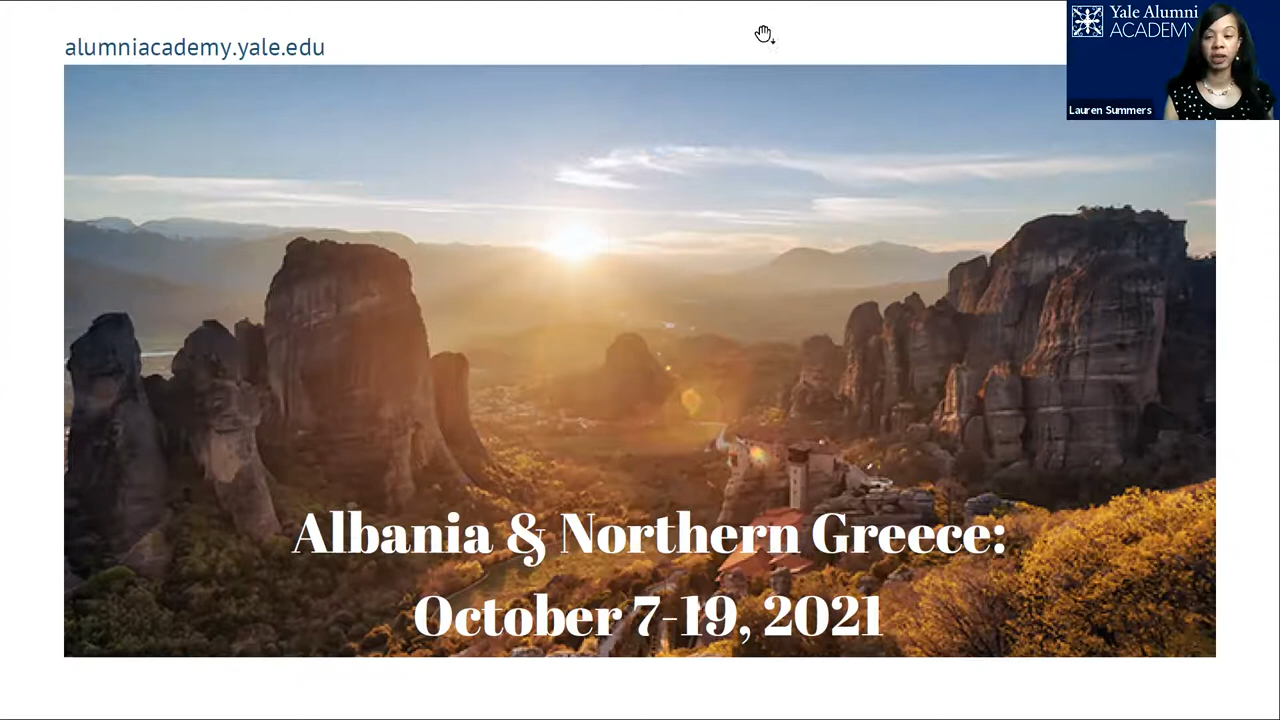 alumniacademy.yale.edu
Yale Alumni
ACADEMY
Lauren Summers
Albania & Northern Greece:
October 7-19, 2021